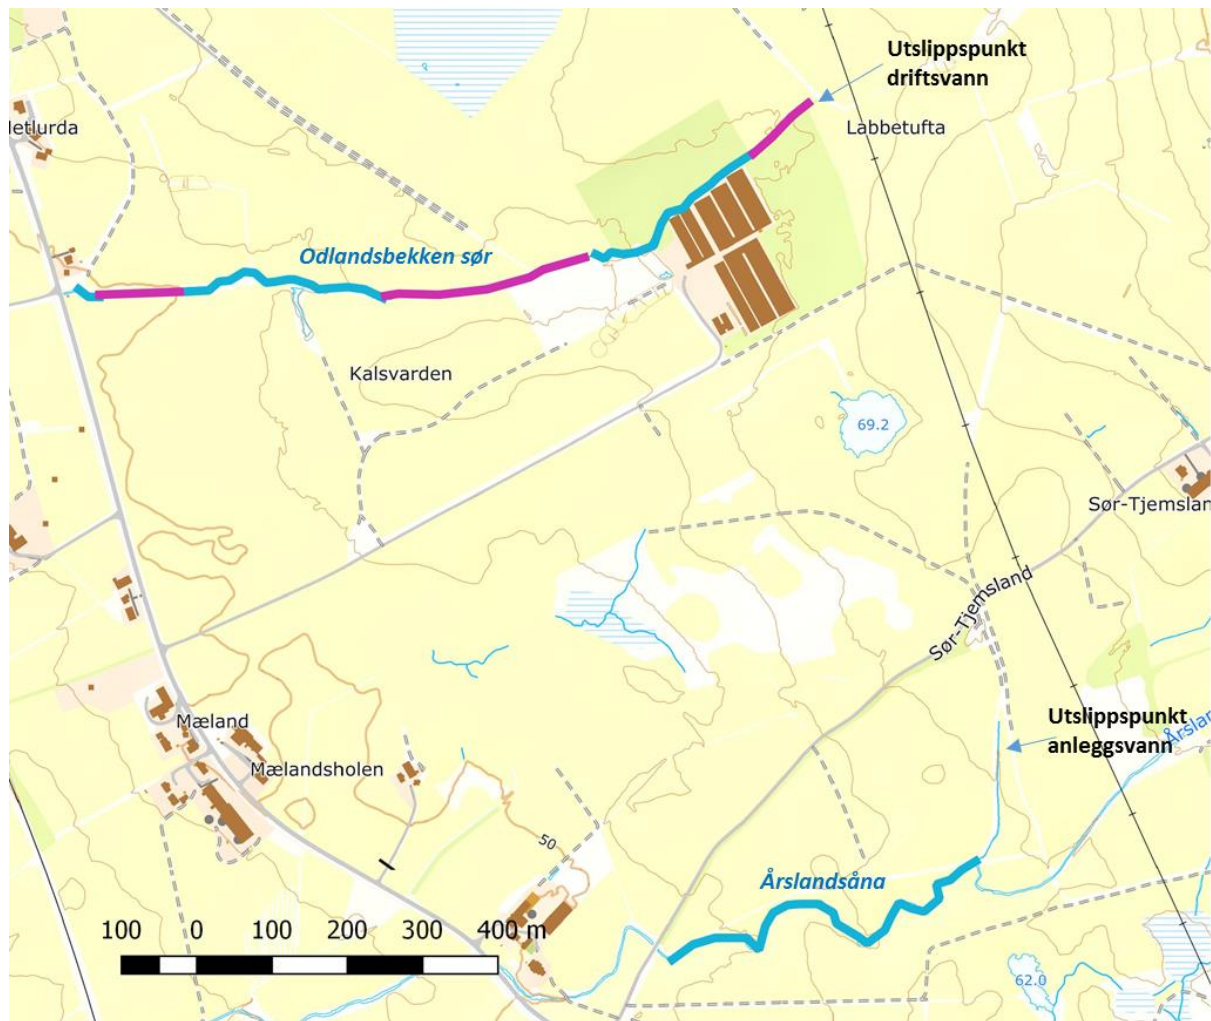 Utslippspunkt
driftsvann
letlurda
Labbetufta
Odlandsbekken sør
Kalsvarden
69.2
Sør-Tjemslan
Sør-Tjemsland
Utslippspunkt
anleggsvann
Årslan
Mæland
Mælandsholen
50
Årslandsåna
100 0 100 200 300 400 m
62.0